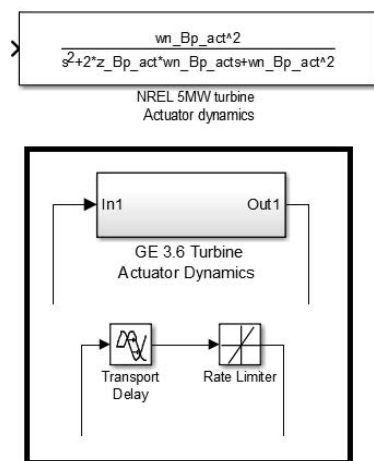 wn_Bp_act^2
s^2+2*z_Bp_act*wn_Bp_acts+wn_Bp_act^2
NREL 5MW turbine
Actuator dynamics
In1 Out1
GE 3.6 Turbine
Actuator Dynamics
Transport Rate Limiter
Delay